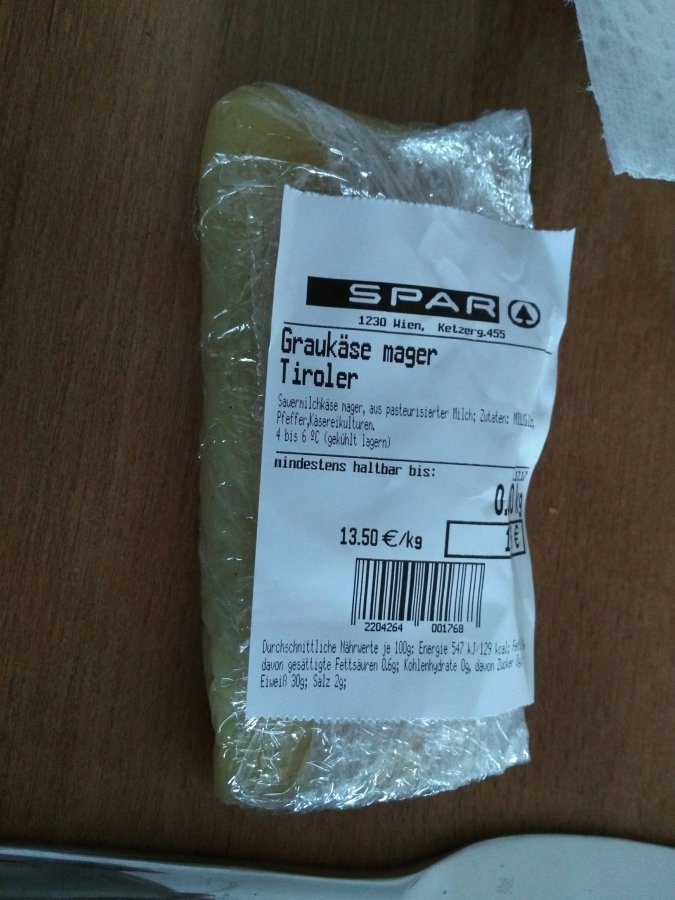 SPAR
1230 Wien, Ketzerg.455
Graukäse mager
Tiroler
Sauermilchkäse mager, aus pasteurisierter Milch; Zutaten:
Pfeffer,Käsereikulturen.
4 bis 6 ºC (gekühlt lagern)
mindestens haltbar bis:
kg
13.50 €/kg
€
2204264 001768
Durchschnittliche Nährwerte je 100g: Energie 547 kJ/129 kcal;
davon gesättigte Fettsäuren 0.6g; Kohlenhydrate 0g, davon Zucker
Eiweiß 30g; Salz 2g;